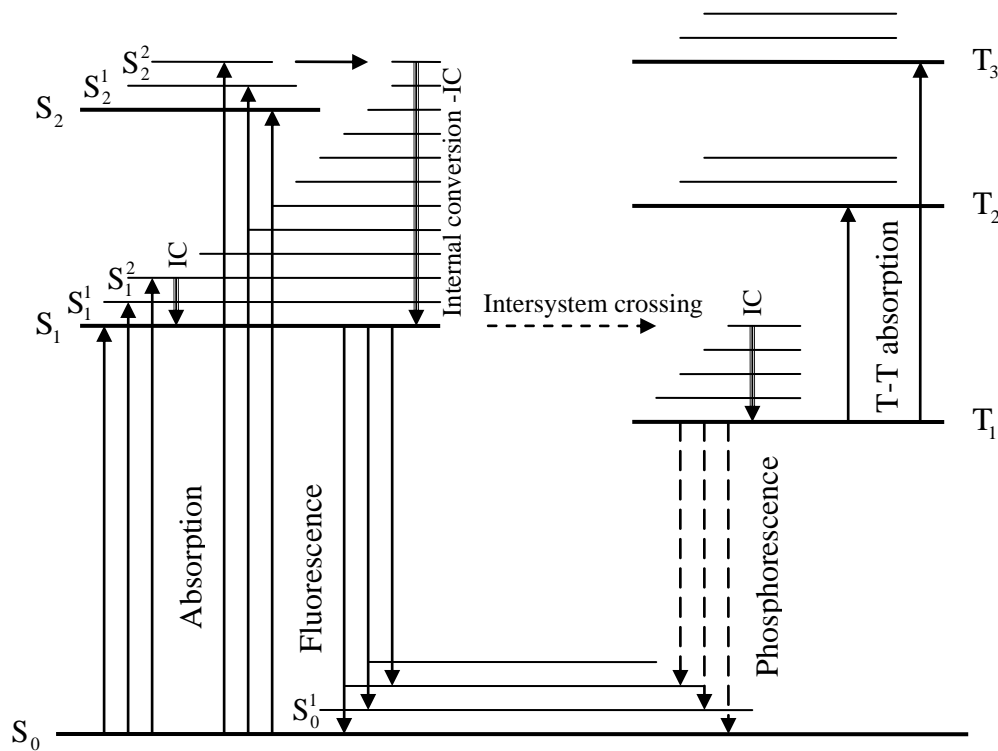 S₂²
S₂¹
S₂
T₃
Internal conversion -IC
T₂
IC
S₁²
S₁¹
S₁
Intersystem crossing
IC
T-T absorption
T₁
Absorption
Fluorescence
Phosphorescence
S₀¹
S₀